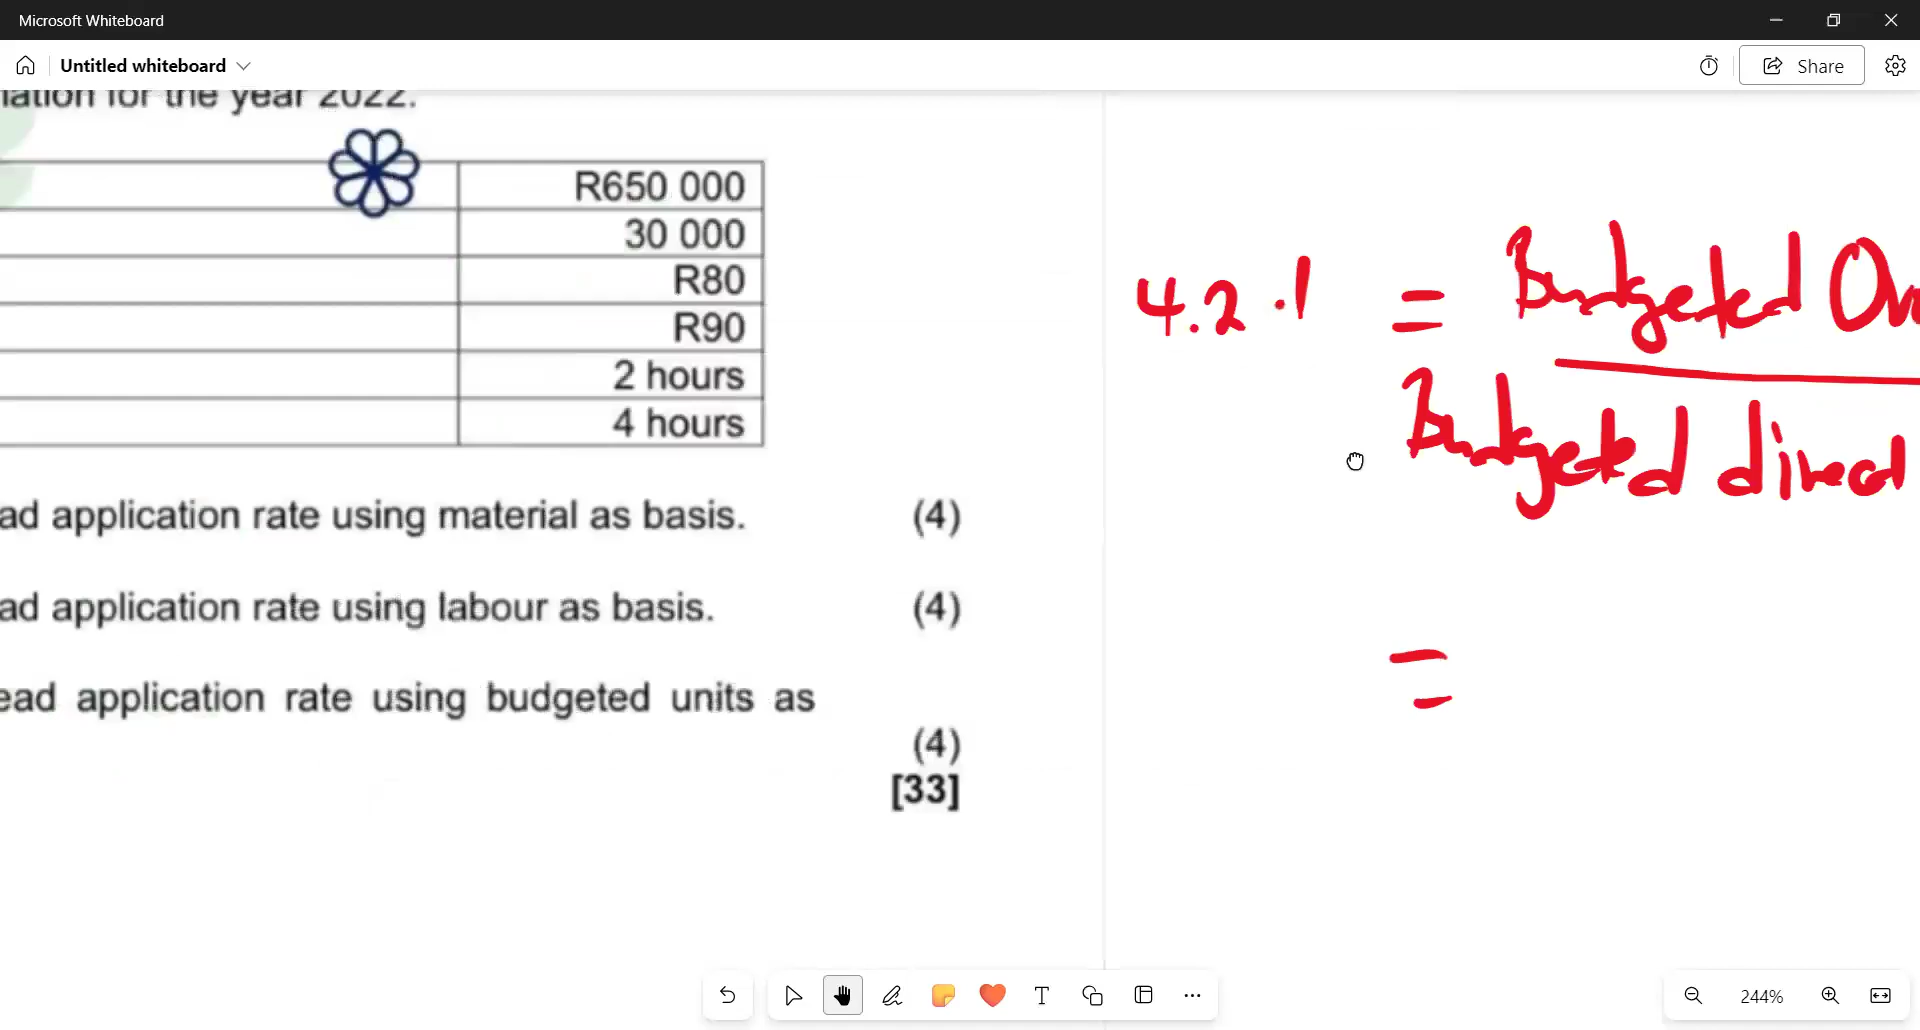 Microsoft Whiteboard
Untitled whiteboard
Share
for the year 2022.
R650 000
30 000
R80
R90
2 hours
4 hours
ad application rate using material as basis. (4)
ad application rate using labour as basis. (4)
ead application rate using budgeted units as
(4)
[33]
4.2.1 = Budgeted
Budgeted direct
=
244%